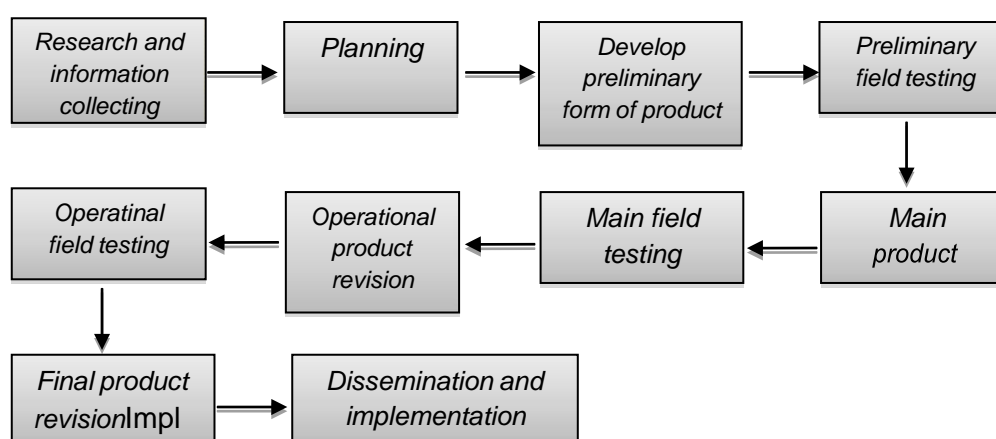 Research and
information
collecting
Planning
Develop
preliminary
form of product
Preliminary
field testing
Main
product
Main field
testing
Operational
product
revision
Operatinal
field testing
Final product
revisionImpl
Dissemination and
implementation